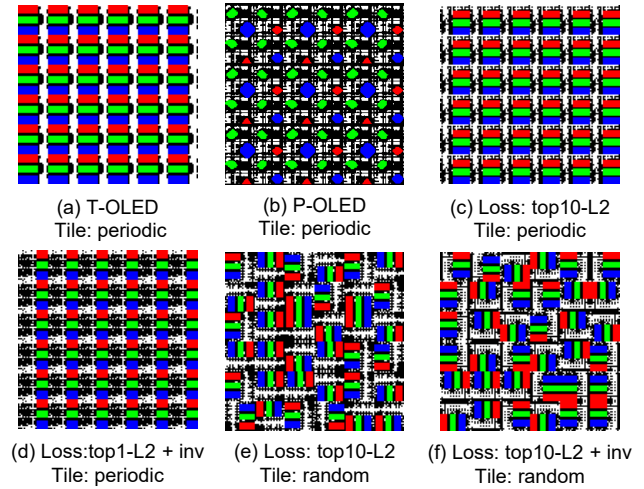 (a) T-OLED
Tile: periodic
(b) P-OLED
Tile: periodic
(c) Loss: top10-L2
Tile: periodic
(d) Loss:top1-L2 + inv
Tile: periodic
(e) Loss: top10-L2
Tile: random
(f) Loss: top10-L2 + inv
Tile: random